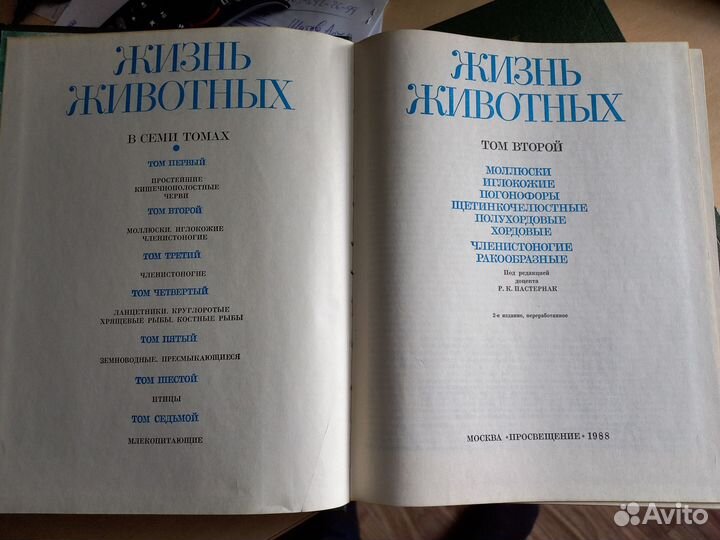 ЖИЗНЬ
ЖИВОТНЫХ
В СЕМИ ТОМАХ
ТОМ ПЕРВЫЙ
ПРОСТЕЙШИЕ
КИШЕЧНОПОЛОСТНЫЕ
ЧЕРВИ
ТОМ ВТОРОЙ
МОЛЛЮСКИ. ИГЛОКОЖИЕ
ЧЛЕНИСТОНОГИЕ
ТОМ ТРЕТИЙ
ЧЛЕНИСТОНОГИЕ
ТОМ ЧЕТВЕРТЫЙ
ЛАНЦЕТНИКИ. КРУГЛОРОТЫЕ
ХРЯЩЕВЫЕ РЫБЫ. КОСТНЫЕ РЫБЫ
ТОМ ПЯТЫЙ
ЗЕМНОВОДНЫЕ. ПРЕСМЫКАЮЩИЕСЯ
ТОМ ШЕСТОЙ
ПТИЦЫ
ТОМ СЕДЬМОЙ
МЛЕКОПИТАЮЩИЕ
ЖИЗНЬ
ЖИВОТНЫХ
ТОМ ВТОРОЙ
МОЛЛЮСКИ
ИГЛОКОЖИЕ
ПОГОНОФОРЫ
ЩЕТИНКОЧЕЛЮСТНЫЕ
ПОЛУХОРДОВЫЕ
ХОРДОВЫЕ
ЧЛЕНИСТОНОГИЕ
РАКООБРАЗНЫЕ
Под редакцией
доцента
Р. К. ПАСТЕРНАК
2-е издание, переработанное
МОСКВА «ПРОСВЕЩЕНИЕ» 1988
Avito